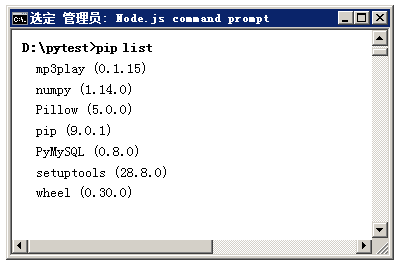 选定 管理员: Node.js command prompt
D:\pytest>pip list
mp3play (0.1.15)
numpy (1.14.0)
Pillow (5.0.0)
pip (9.0.1)
PyMySQL (0.8.0)
setuptools (28.8.0)
wheel (0.30.0)